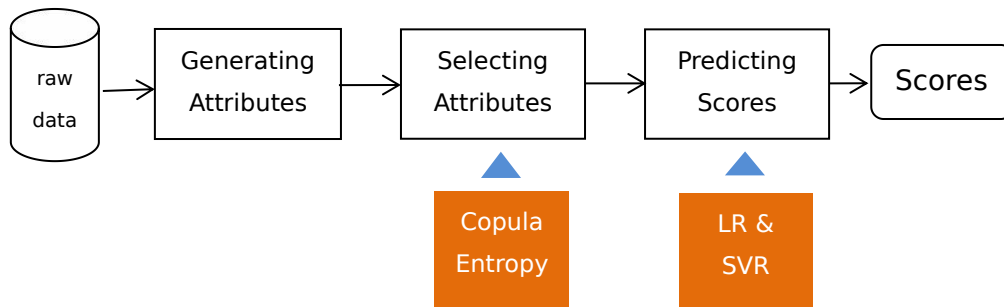 raw
data
Generating
Attributes
Selecting
Attributes
Predicting
Scores
Scores
Copula
Entropy
LR &
SVR